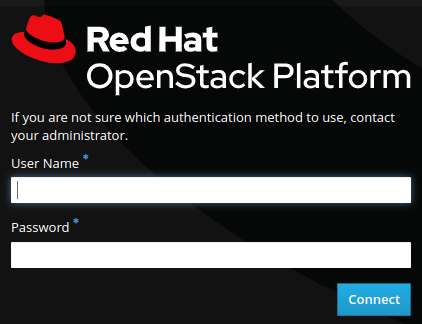 Red Hat
OpenStack Platform
If you are not sure which authentication method to use, contact
your administrator.
User Name *
Password *
Connect